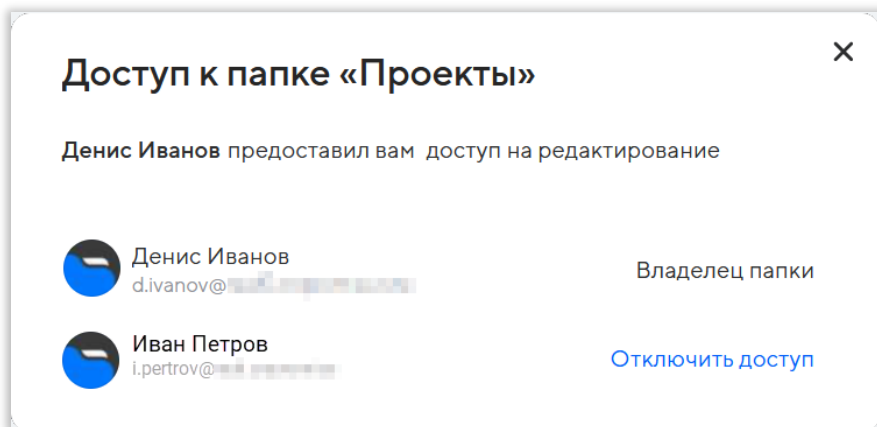 Доступ к папке «Проекты»
Денис Иванов предоставил вам доступ на редактирование
Денис Иванов
d.ivanov@
Владелец папки
Иван Петров
i.pertrov@
Отключить доступ